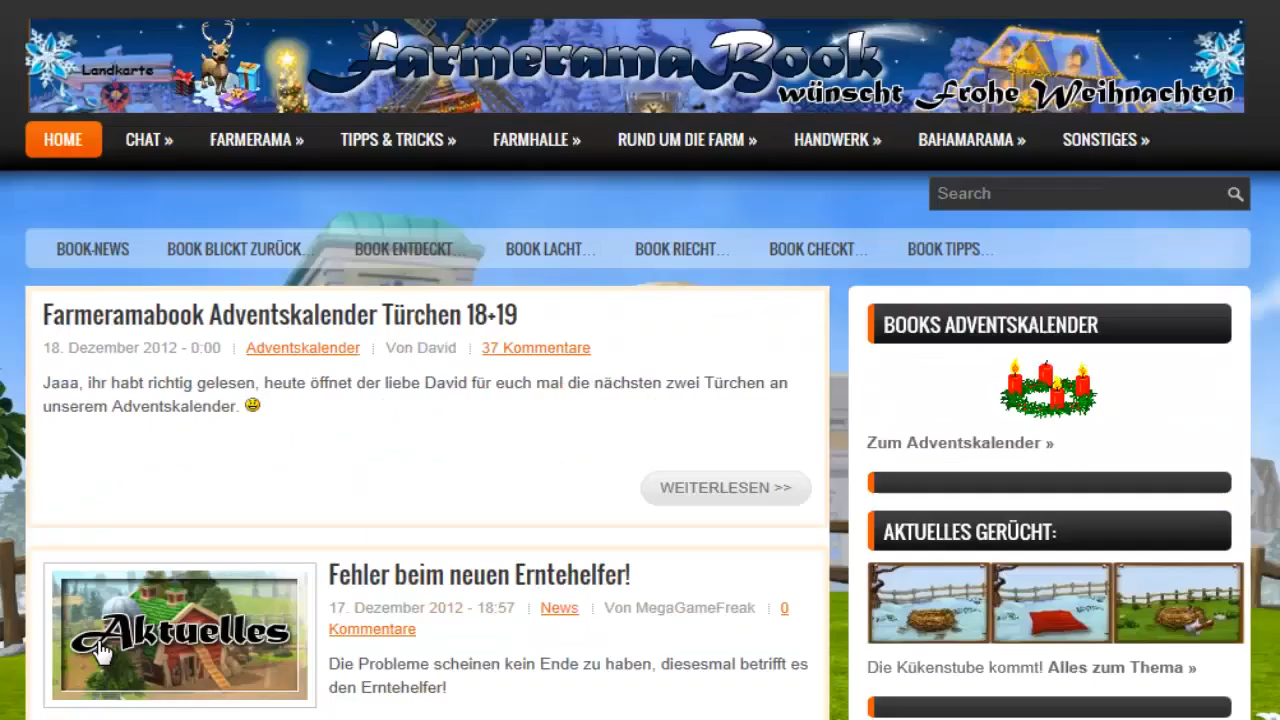 Landkarte
FarmeramaBook
wünscht Frohe Weihnachten
HOME CHAT » FARMERAMA » TIPPS & TRICKS » FARMHALLE » RUND UM DIE FARM » HANDWERK » BAHAMARAMA » SONSTIGES »
Search
BOOK-NEWS BOOK BLICKT ZURÜCK... BOOK ENTDECKT... BOOK LACHT... BOOK RIECHT... BOOK CHECKT... BOOK TIPPS...
Farmeramabook Adventskalender Türchen 18+19
18. Dezember 2012 - 0:00 Adventskalender Von David 37 Kommentare
Jaaa, ihr habt richtig gelesen, heute öffnet der liebe David für euch mal die nächsten zwei Türchen an
unserem Adventskalender.
WEITERLESEN >>
Aktuelles
Fehler beim neuen Erntehelfer!
17. Dezember 2012 - 18:57 News Von MegaGameFreak 0
Kommentare
Die Probleme scheinen kein Ende zu haben, diesesmal betrifft es
den Erntehelfer!
BOOKS ADVENTSKALENDER
Zum Adventskalender »
AKTUELLES GERÜCHT:
Die Kükenstube kommt! Alles zum Thema »